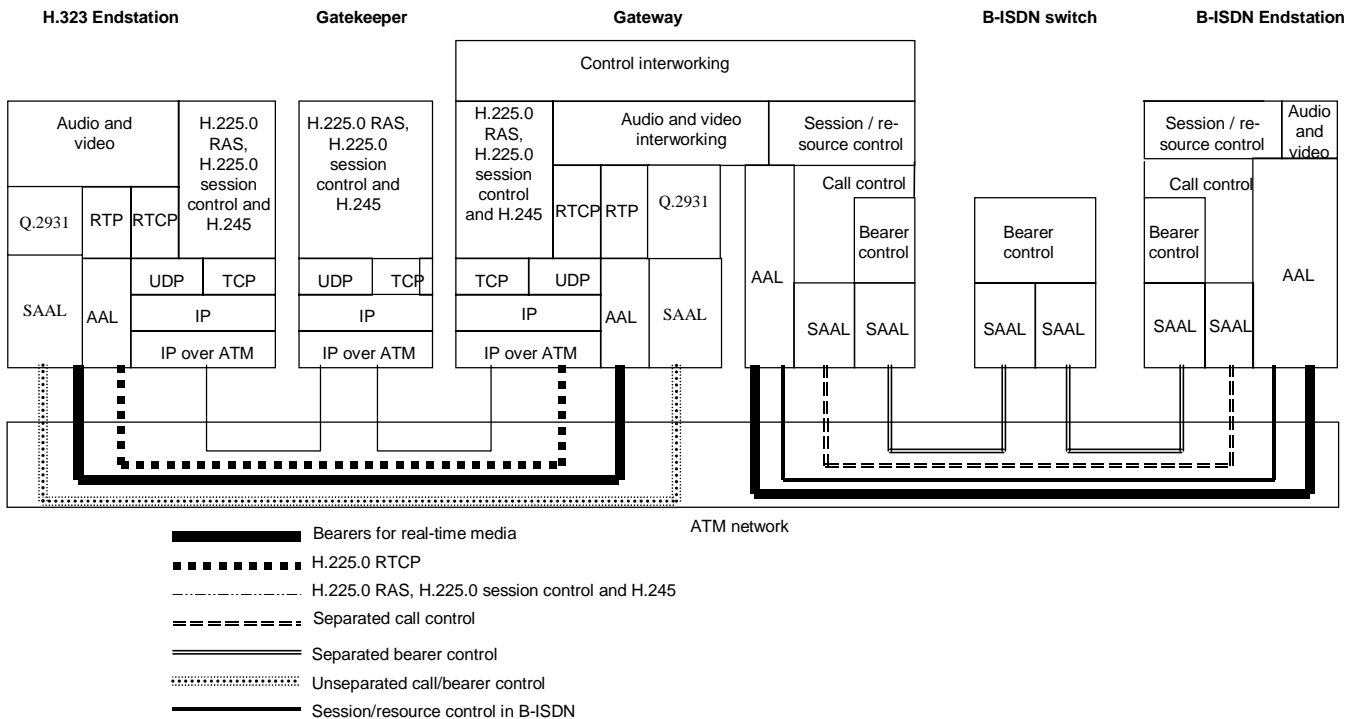 H.323 Endstation
Gatekeeper
Gateway
B-ISDN switch
B-ISDN Endstation
Audio and
video
H.225.0
RAS,
H.225.0
session
control and
H.245
Q.2931
RTP
RTCP
UDP
TCP
SAAL
AAL
IP
IP over ATM
H.225.0 RAS,
H.225.0
session
control and
H.245
UDP
TCP
IP
IP over ATM
Control interworking
H.225.0
RAS,
H.225.0
session
control
and H.245
Audio and video
interworking
Session / re-
source control
RTCP
RTP
Q.2931
Call control
Bearer
control
TCP
UDP
IP
AAL
SAAL
IP over ATM
AAL
SAAL
SAAL
Bearer
control
SAAL
SAAL
Session / re-
source control
Audio
and
video
Call control
Bearer
control
AAL
SAAL
SAAL
ATM network
Bearers for real-time media
H.225.0 RTCP
H.225.0 RAS, H.225.0 session control and H.245
Separated call control
Separated bearer control
Unseparated call/bearer control
Session/resource control in B-ISDN